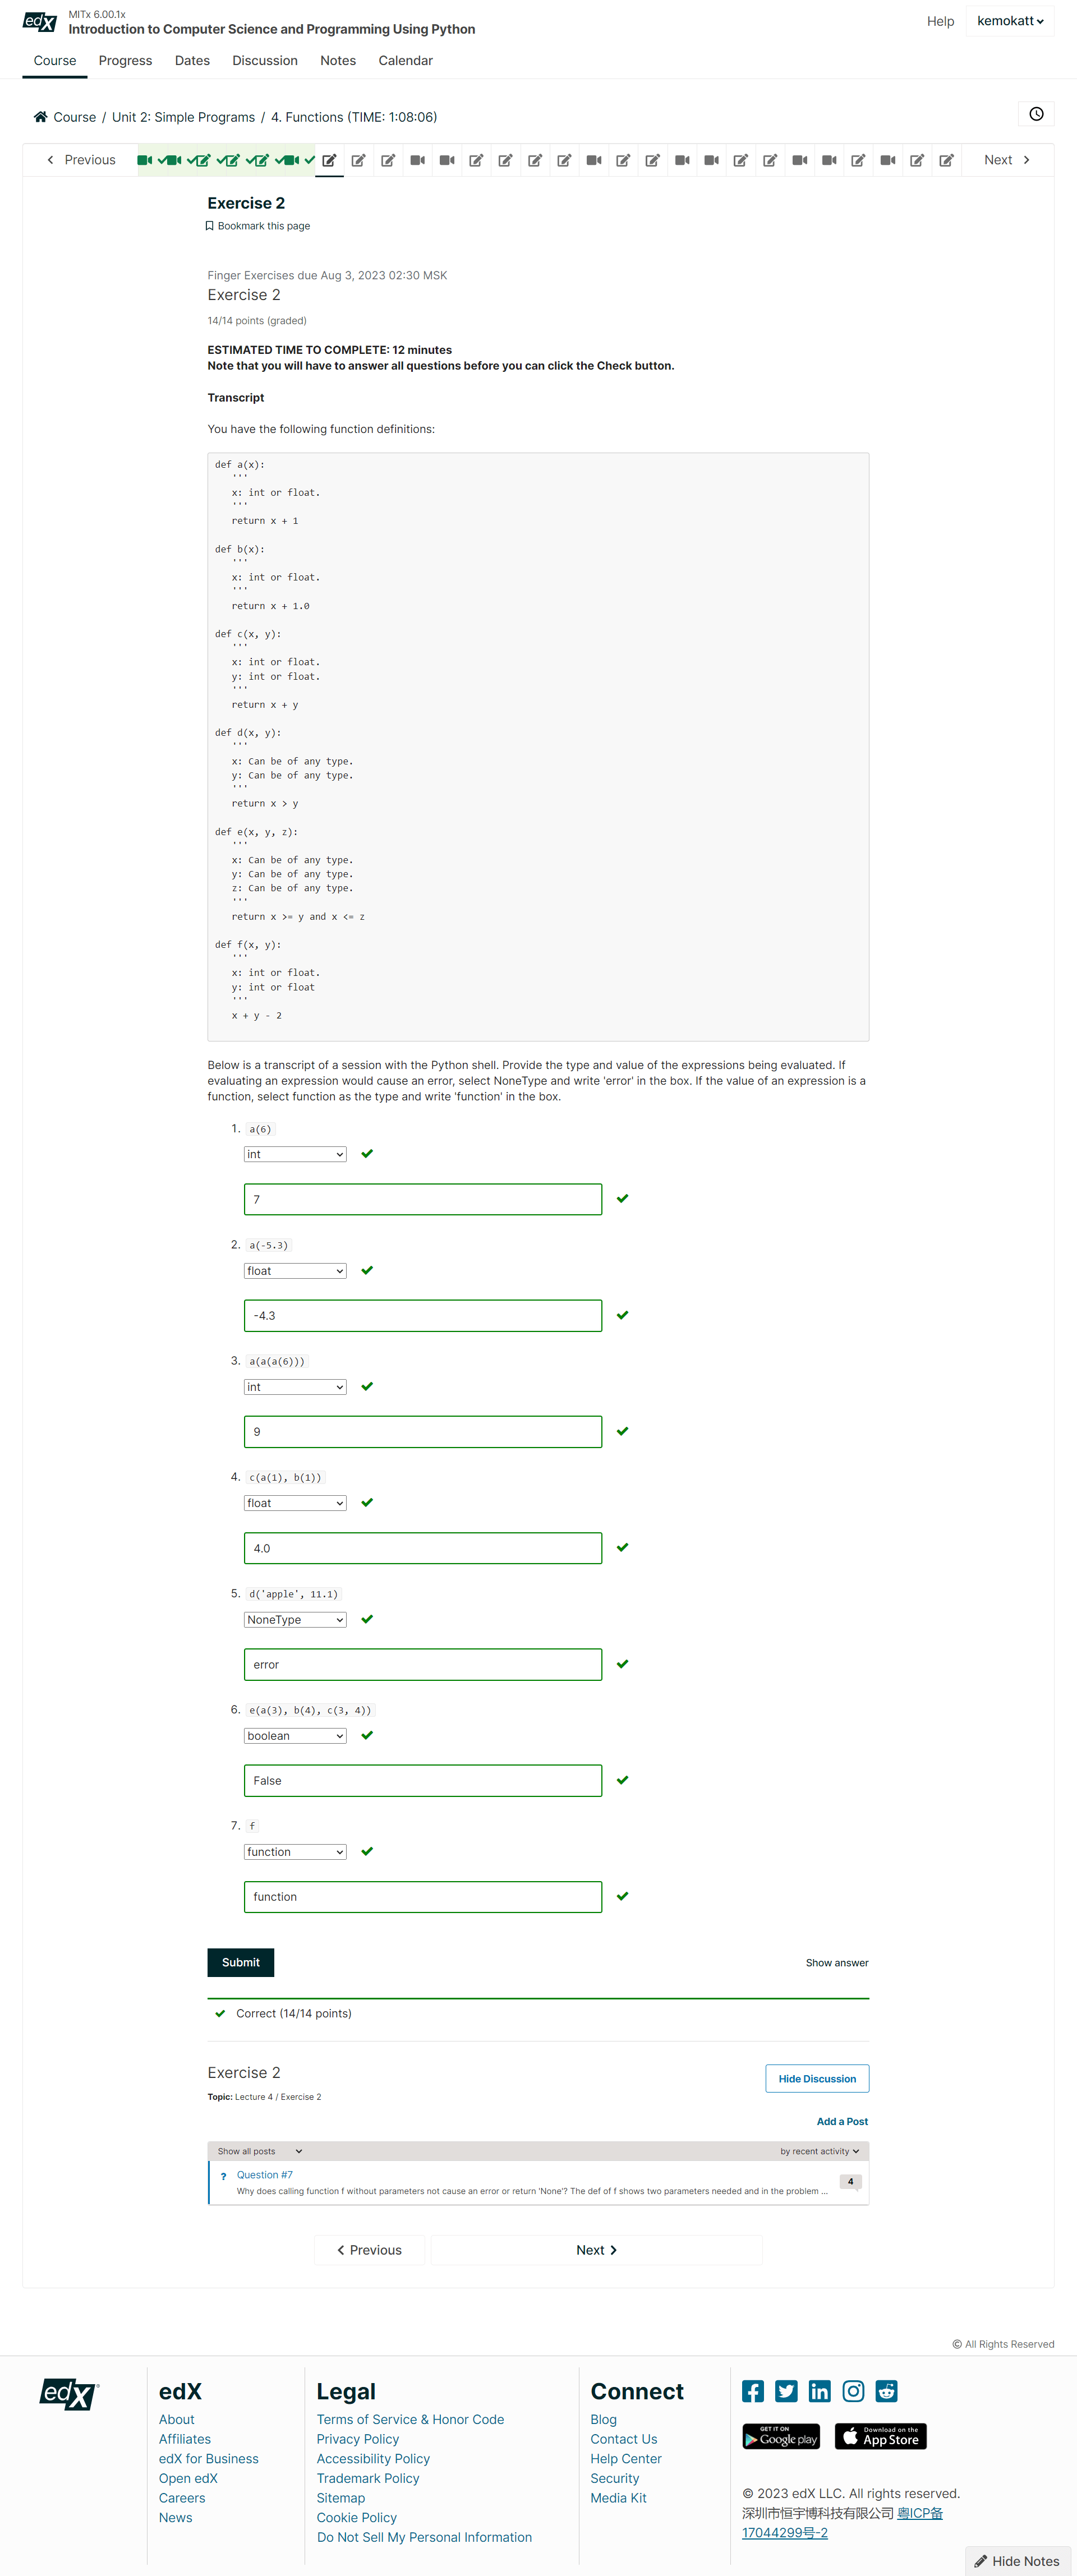 edX
MITx 6.00.1x
Introduction to Computer Science and Programming Using Python
Help
kemokatt
Course Progress Dates Discussion Notes Calendar
Course / Unit 2: Simple Programs / 4. Functions (TIME: 1:08:06)
Previous
Next
Exercise 2
Bookmark this page
Finger Exercises due Aug 3, 2023 02:30 MSK
Exercise 2
14/14 points (graded)
ESTIMATED TIME TO COMPLETE: 12 minutes
Note that you will have to answer all questions before you can click the Check button.
Transcript
You have the following function definitions:
def a(x):
'''
x: int or float.
'''
return x + 1
def b(x):
'''
x: int or float.
'''
return x + 1.0
def c(x, y):
'''
x: int or float.
y: int or float.
'''
return x + y
def d(x, y):
'''
x: Can be of any type.
y: Can be of any type.
'''
return x > y
def e(x, y, z):
'''
x: Can be of any type.
y: Can be of any type.
z: Can be of any type.
'''
return x >= y and x <= z
def f(x, y):
'''
x: int or float.
y: int or float
'''
x + y - 2
Below is a transcript of a session with the Python shell. Provide the type and value of the expressions being evaluated. If
evaluating an expression would cause an error, select NoneType and write 'error' in the box. If the value of an expression is a
function, select function as the type and write 'function' in the box.
1. a(6)
int
7
2. a(-5.3)
float
-4.3
3. a(a(a(6)))
int
9
4. c(a(1), b(1))
float
4.0
5. d('apple', 11.1)
NoneType
error
6. e(a(3), b(4), c(3, 4))
boolean
False
7. f
function
function
Submit
Show answer
Correct (14/14 points)
Exercise 2
Hide Discussion
Topic: Lecture 4 / Exercise 2
Add a Post
Show all posts
by recent activity
? Question #7
4
Why does calling function f without parameters not cause an error or return 'None'? The def of f shows two parameters needed and in the problem ...
Previous
Next
© All Rights Reserved
edX
edX
About
Affiliates
edX for Business
Open edX
Careers
News
Legal
Terms of Service & Honor Code
Privacy Policy
Accessibility Policy
Trademark Policy
Sitemap
Cookie Policy
Do Not Sell My Personal Information
Connect
Blog
Contact Us
Help Center
Security
Media Kit
GET IT ON
Google play
Download on the
App Store
© 2023 edX LLC. All rights reserved.
深圳市恒宇博科技有限公司 粤ICP备
17044299号-2
Hide Notes